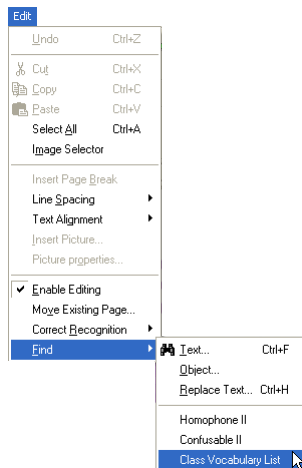 Edit
Undo Ctrl+Z
Cut Ctrl+X
Copy Ctrl+C
Paste Ctrl+V
Select All Ctrl+A
Image Selector
Insert Page Break
Line Spacing
Text Alignment
Insert Picture...
Picture properties...
Enable Editing
Move Existing Page...
Correct Recognition
Find
Text... Ctrl+F
Object...
Replace Text... Ctrl+H
Homophone II
Confusable II
Class Vocabulary List